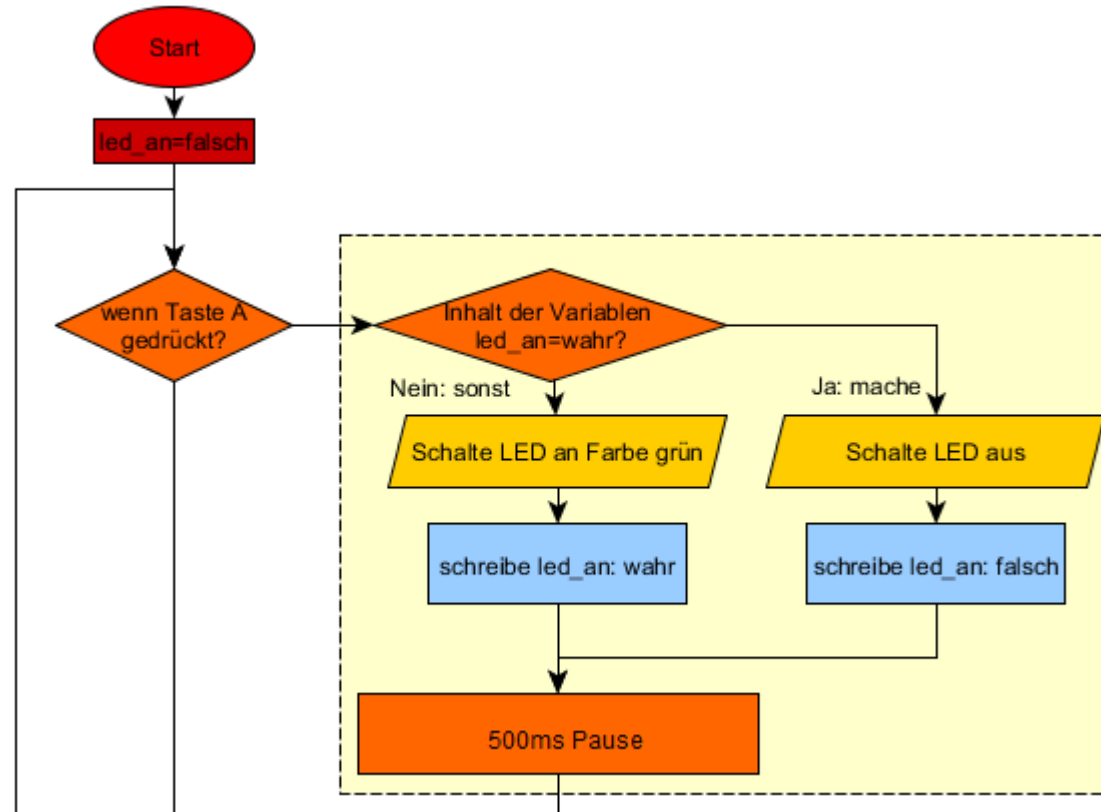 Start
led_an=falsch
wenn Taste A
gedrückt?
Inhalt der Variablen
led_an=wahr?
Nein: sonst
Ja: mache
Schalte LED an Farbe grün
Schalte LED aus
schreibe led_an: wahr
schreibe led_an: falsch
500ms Pause